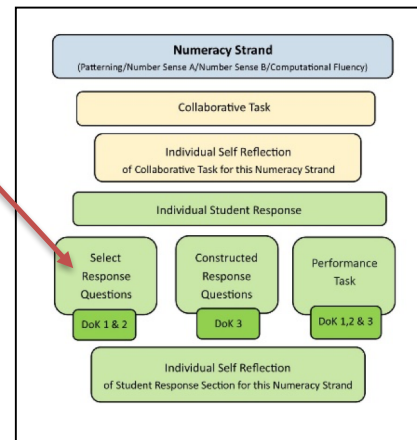 Numeracy Strand
(Patterning/Number Sense A/Number Sense B/Computational Fluency)
Collaborative Task
Individual Self Reflection
of Collaborative Task for this Numeracy Strand
Individual Student Response
Select
Response
Questions
DoK 1 & 2
Constructed
Response
Questions
DoK 3
Performance
Task
DoK 1,2 & 3
Individual Self Reflection
of Student Response Section for this Numeracy Strand